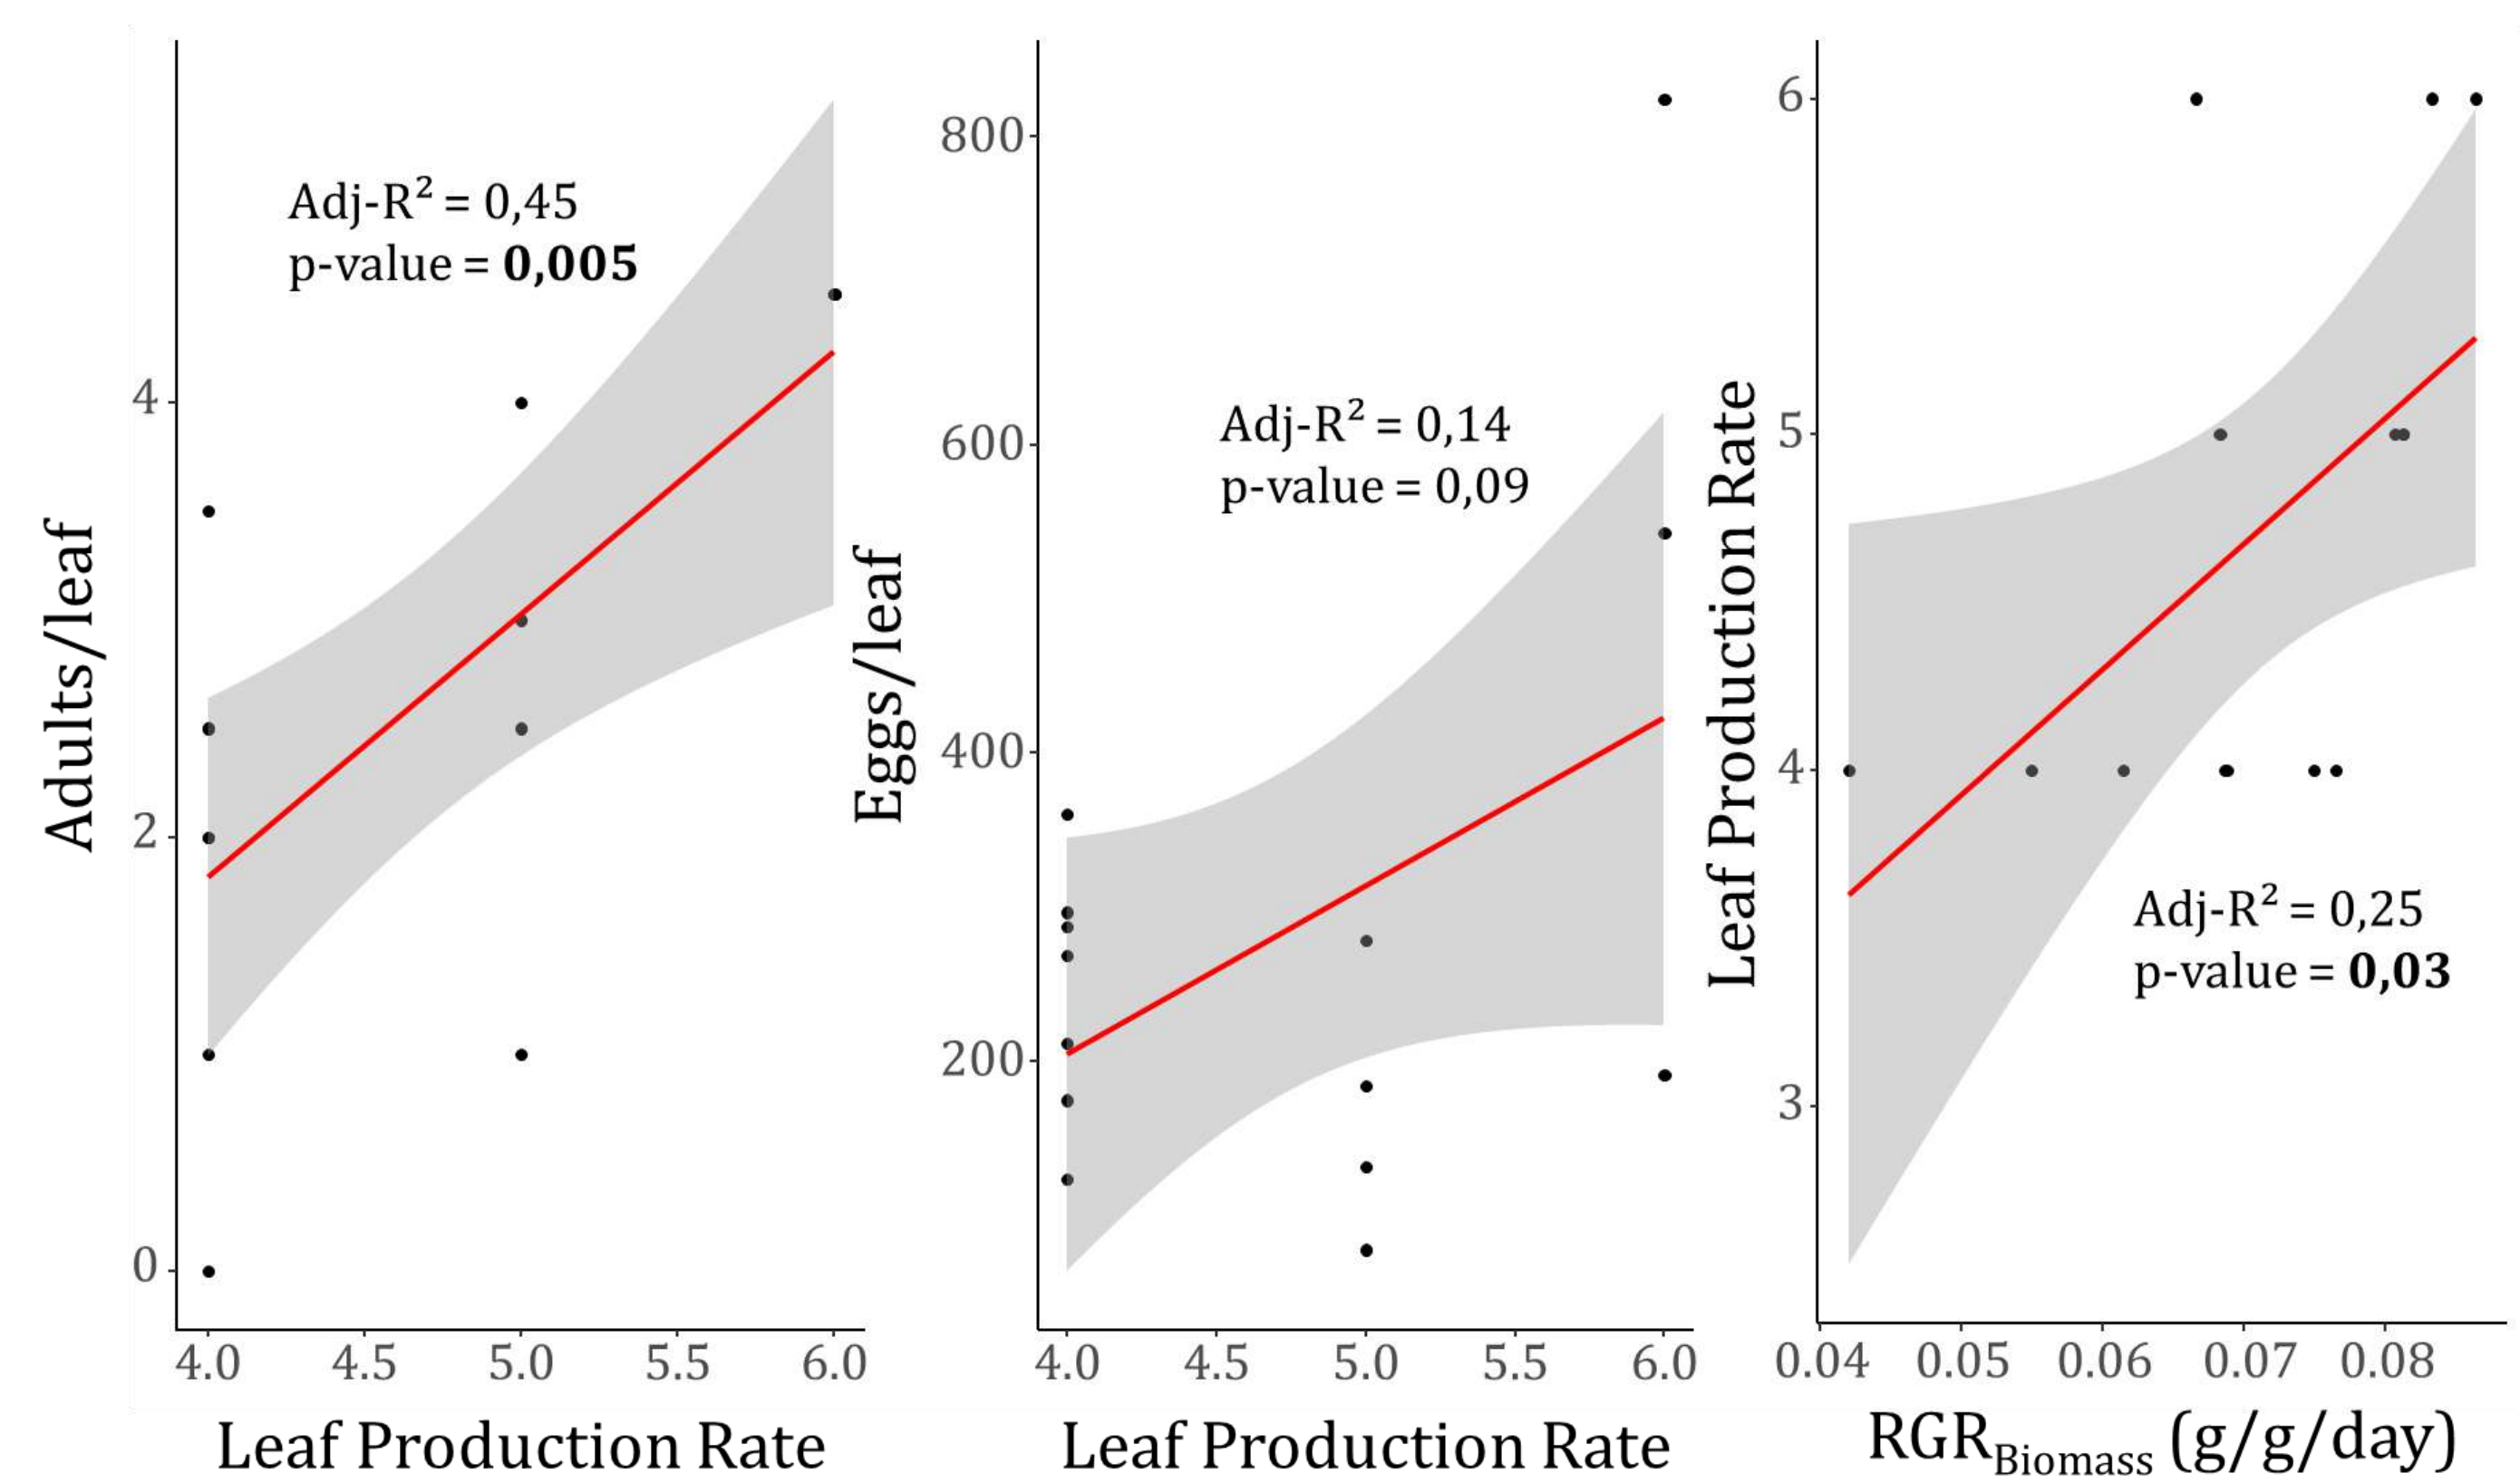 Adults/leaf
4
2
0
Adj-R² = 0,45
p-value = 0,005
4.0 4.5 5.0 5.5 6.0
Leaf Production Rate
Eggs/leaf
800
600
400
200
Adj-R² = 0,14
p-value = 0,09
4.0 4.5 5.0 5.5 6.0
Leaf Production Rate
Leaf Production Rate
6
5
4
3
Adj-R² = 0,25
p-value = 0,03
0.04 0.05 0.06 0.07 0.08
RGR_Biomass (g/g/day)